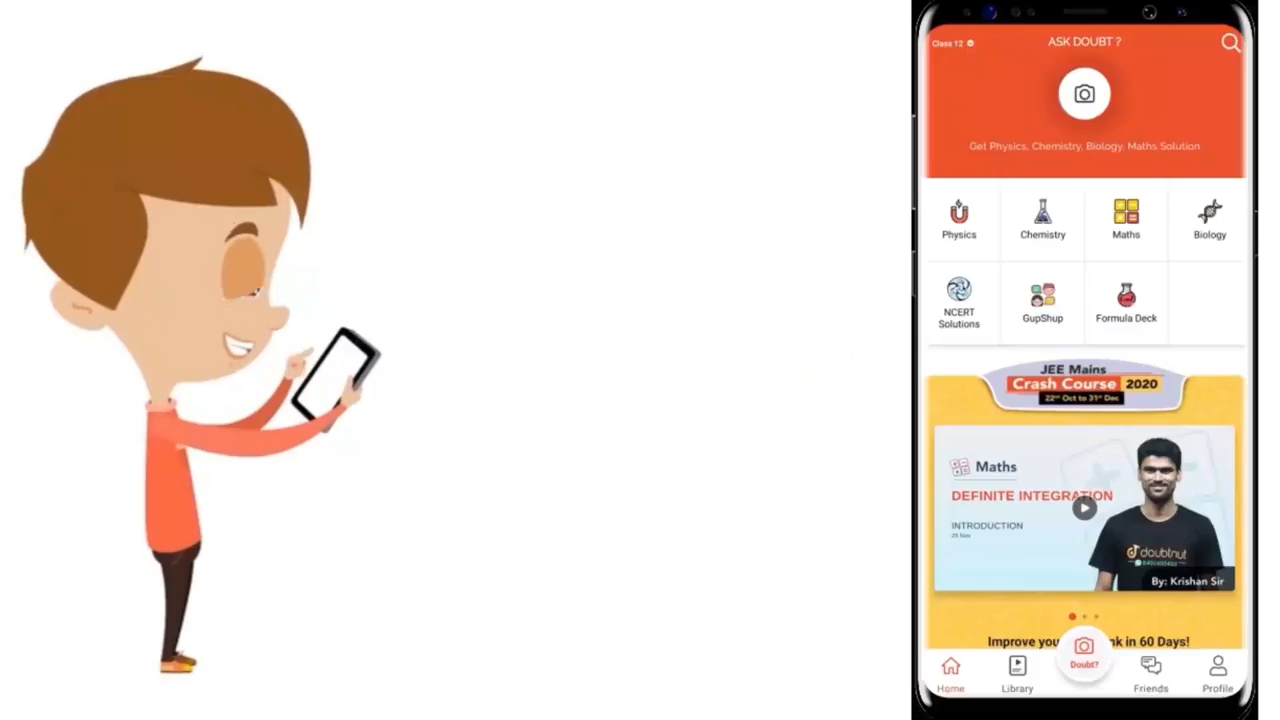 Class 12
ASK DOUBT ?
Get Physics, Chemistry, Biology, Maths Solution
Physics
Chemistry
Maths
Biology
NCERT
Solutions
GupShup
Formula Deck
JEE Mains
Crash Course 2020
22nd Oct to 31st Dec
Maths
DEFINITE INTEGRATION
INTRODUCTION
doubtnut
By: Krishan Sir
Improve you nk in 60 Days!
Doubt?
Home
Library
Friends
Profile